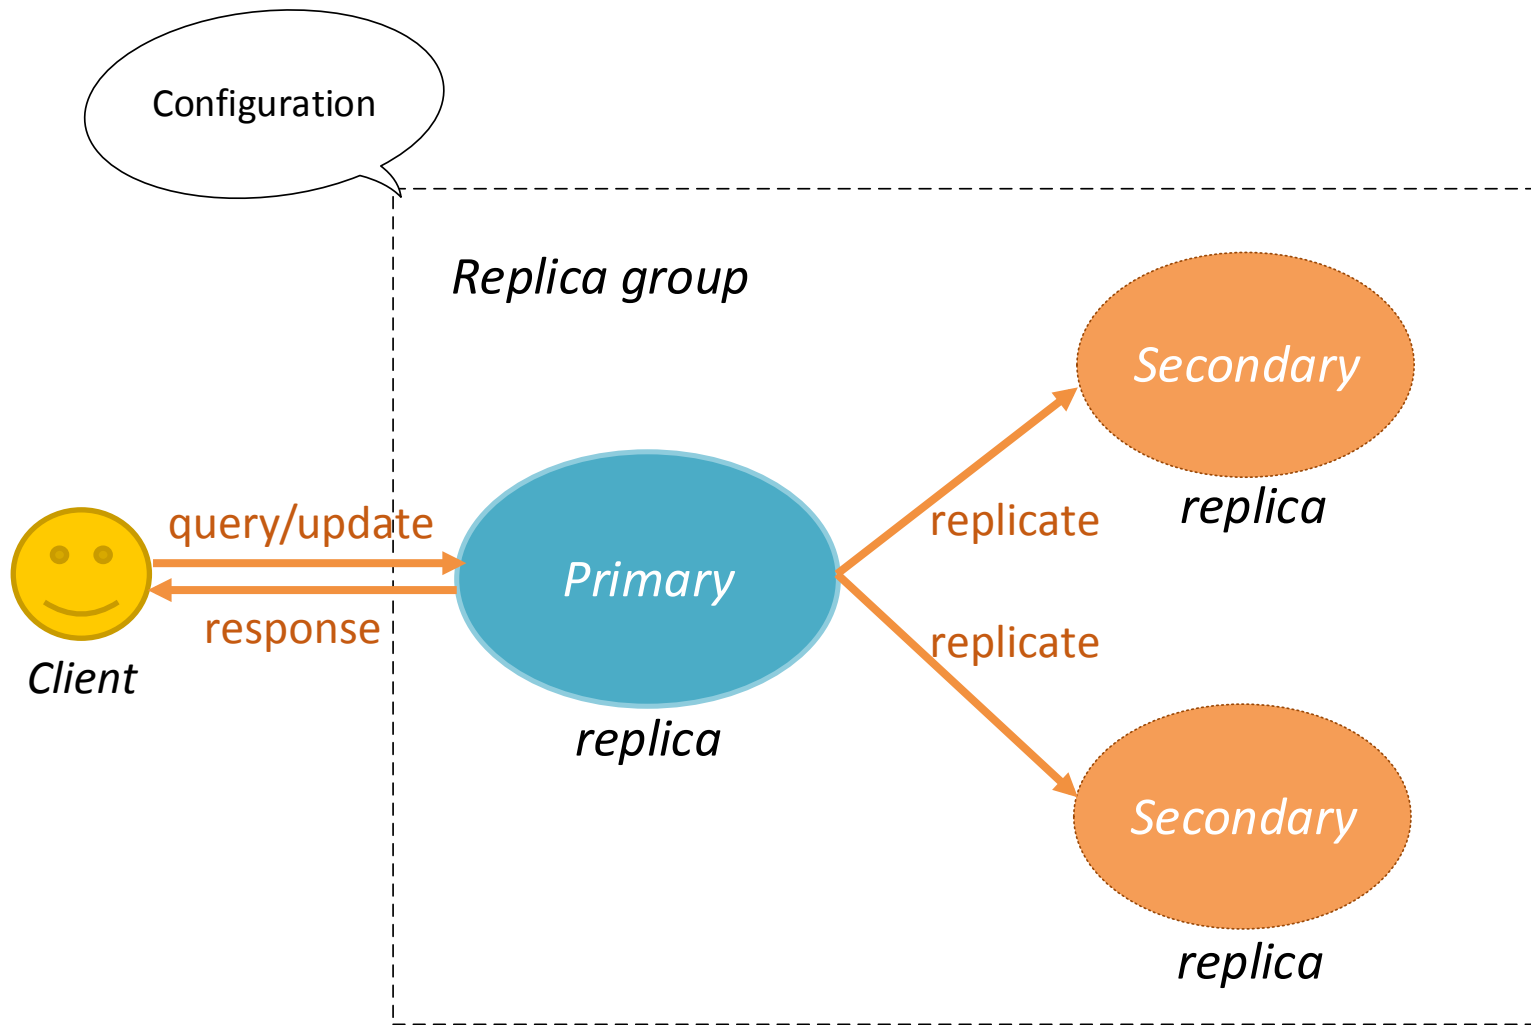 Configuration
Replica group
Secondary
replica
query/update
replicate
Primary
response
replicate
Client
replica
Secondary
replica